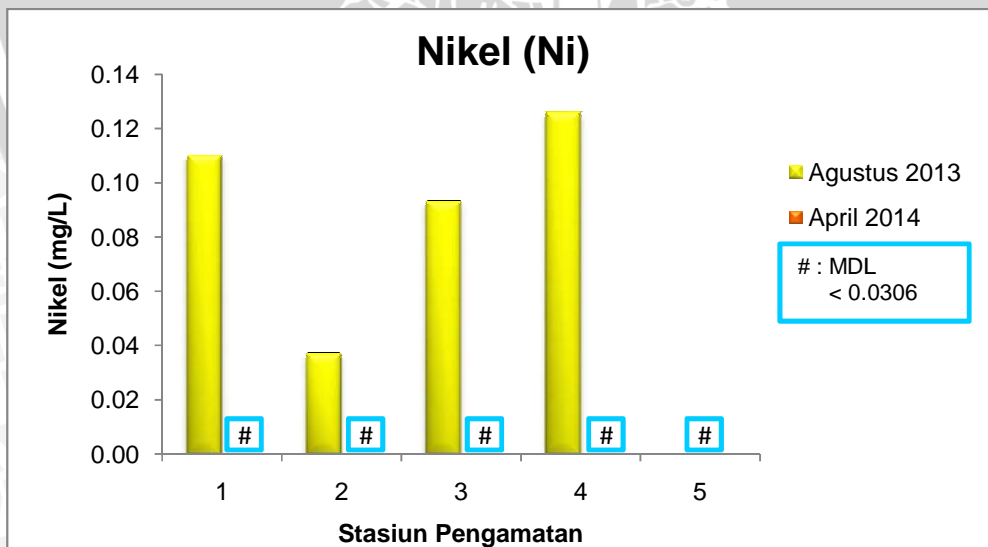 Nikel (Ni)
0.14
0.12
0.10
0.08
0.06
0.04
0.02
0.00
Nikel (mg/L)
# # # # #
1 2 3 4 5
Stasiun Pengamatan
Agustus 2013
April 2014
# : MDL
< 0.0306